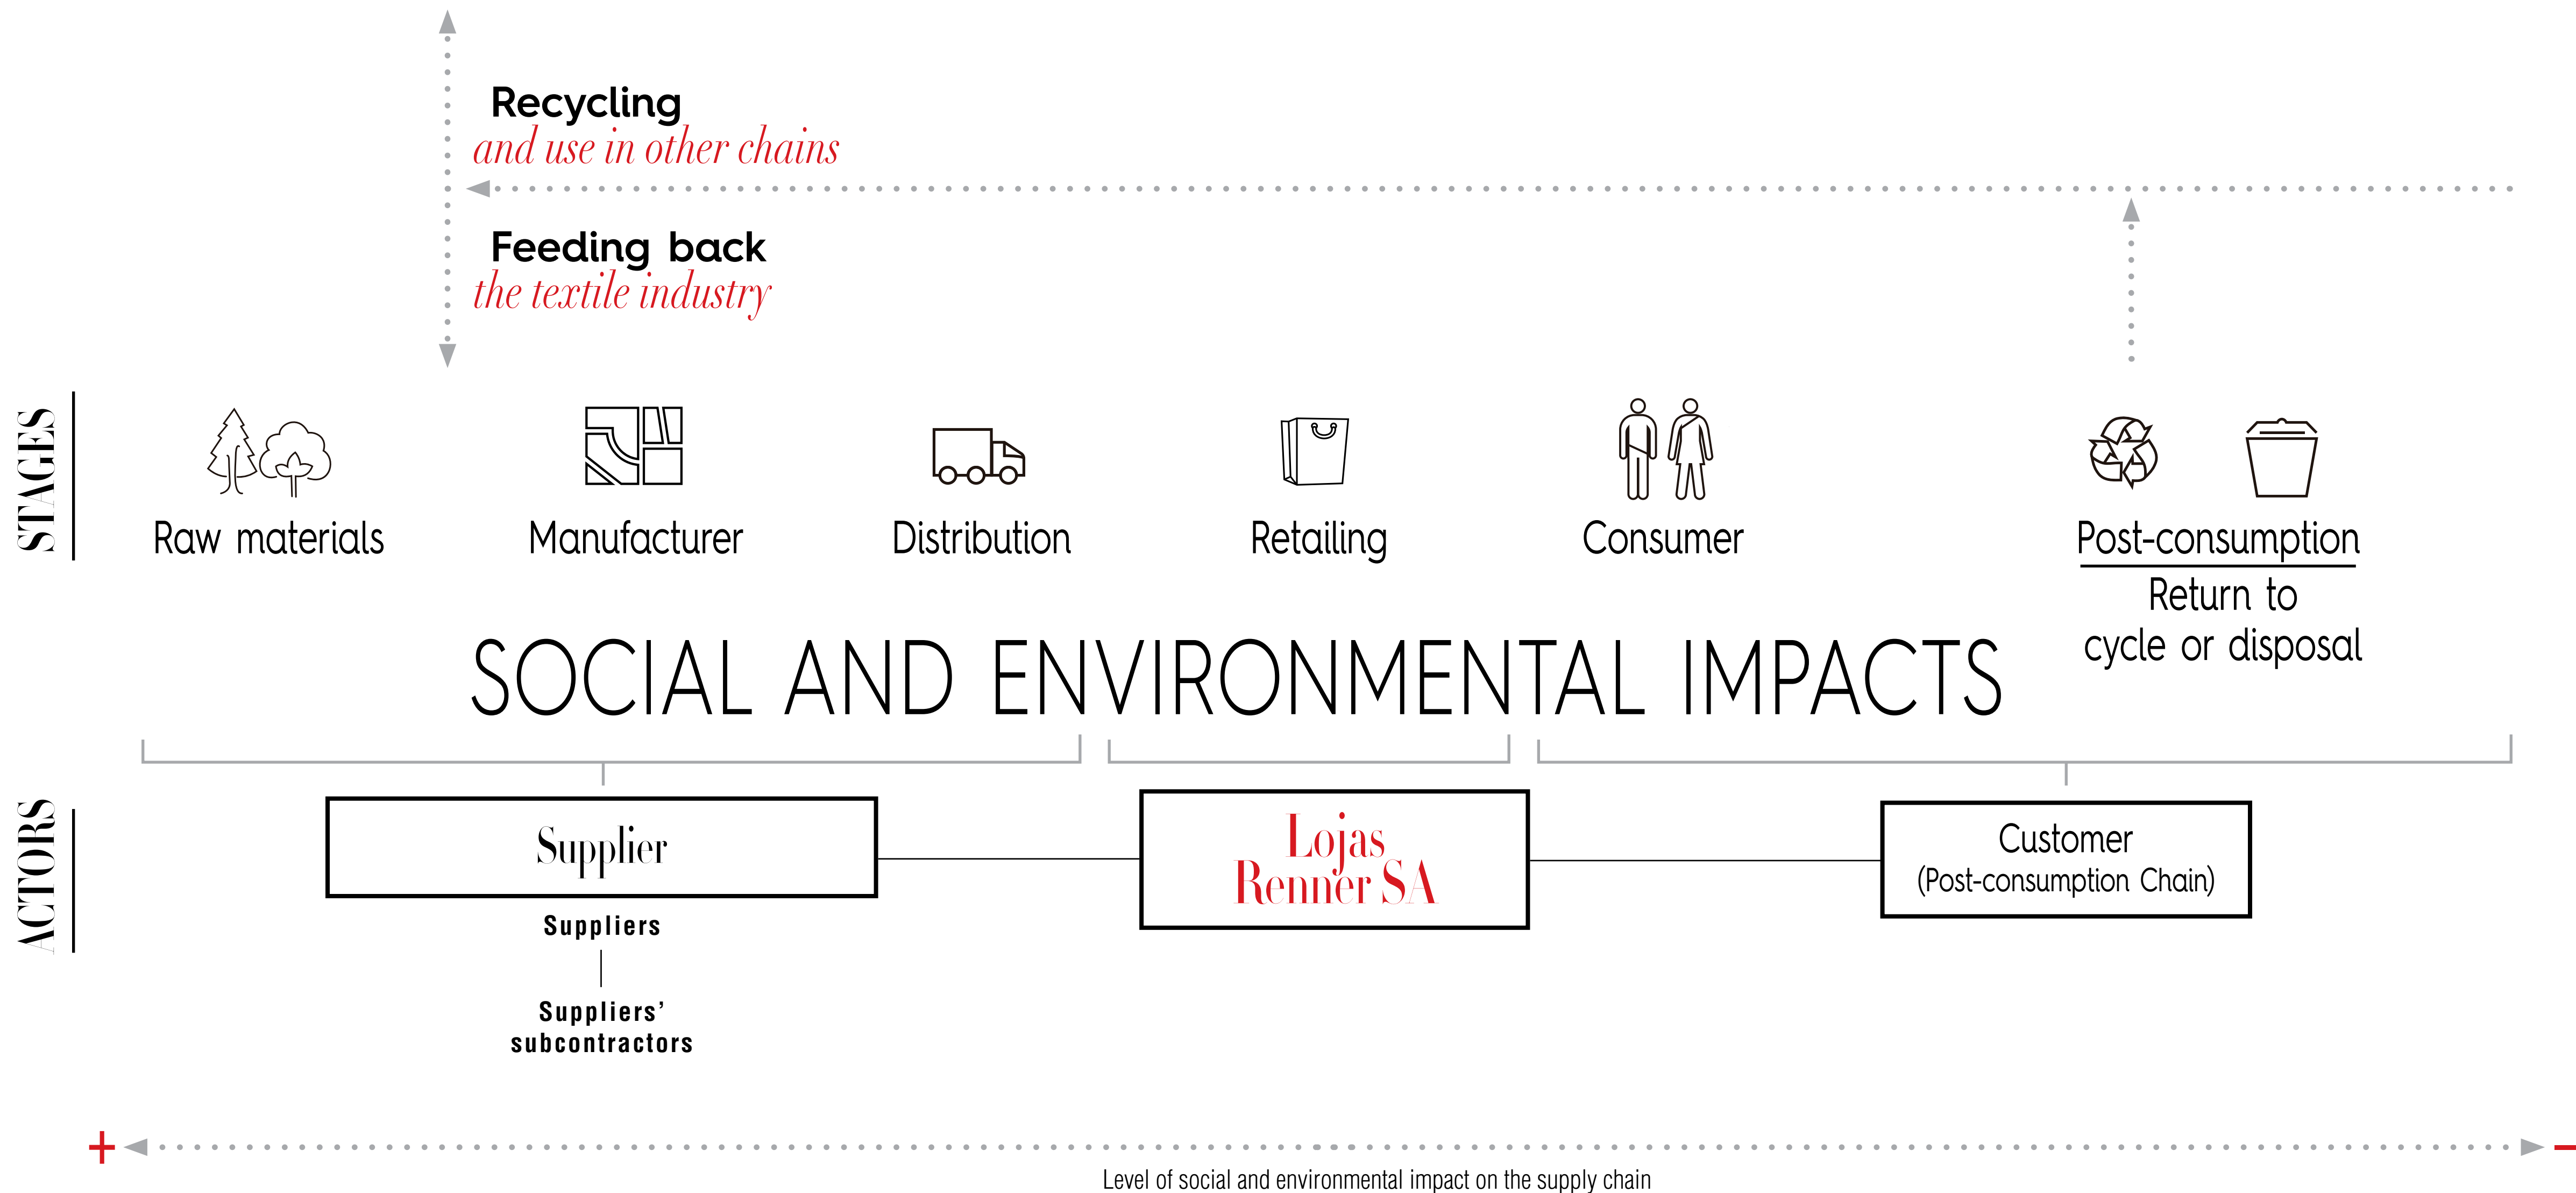 Recycling
and use in other chains
Feeding back
the textile industry
STAGES
Raw materials
Manufacturer
Distribution
Retailing
Consumer
Post-consumption
Return to
cycle or disposal
SOCIAL AND ENVIRONMENTAL IMPACTS
ACTORS
Supplier
Suppliers
Suppliers’
subcontractors
Lojas
Renner SA
Customer
(Post-consumption Chain)
+
–
Level of social and environmental impact on the supply chain